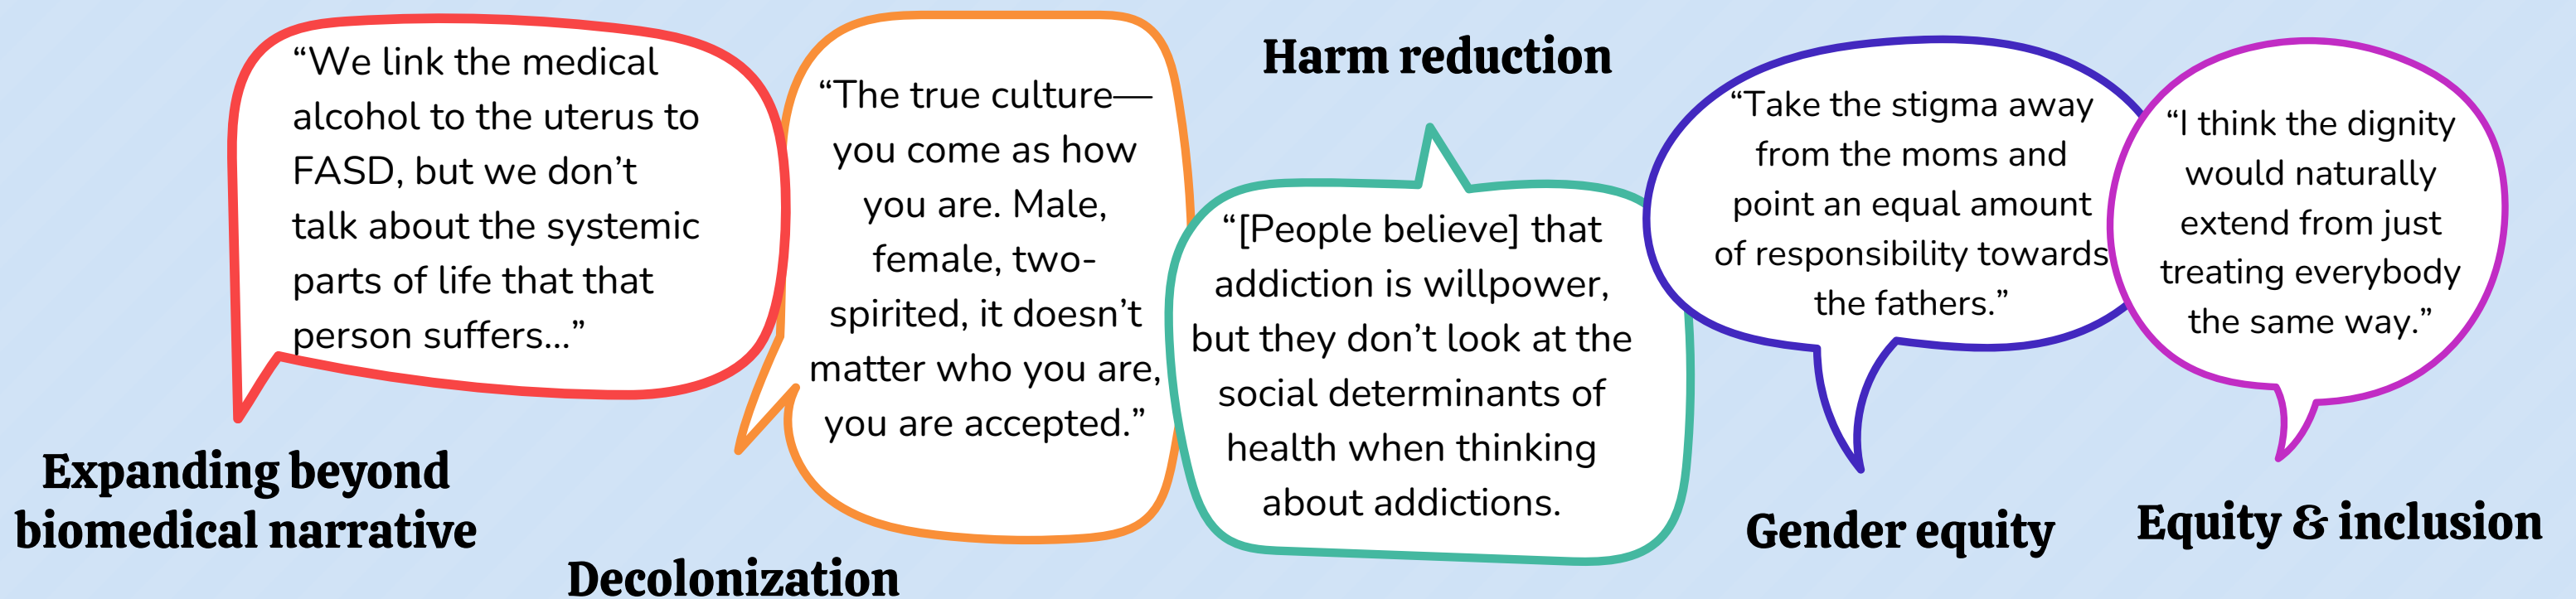 “We link the medical
alcohol to the uterus to
FASD, but we don’t
talk about the systemic
parts of life that that
person suffers...”
Expanding beyond
biomedical narrative
“The true culture—
you come as how
you are. Male,
female, two-
spirited, it doesn’t
matter who you are,
you are accepted.”
Decolonization
Harm reduction
“[People believe] that
addiction is willpower,
but they don’t look at the
social determinants of
health when thinking
about addictions.
“Take the stigma away
from the moms and
point an equal amount
of responsibility towards
the fathers.”
Gender equity
“I think the dignity
would naturally
extend from just
treating everybody
the same way.”
Equity & inclusion